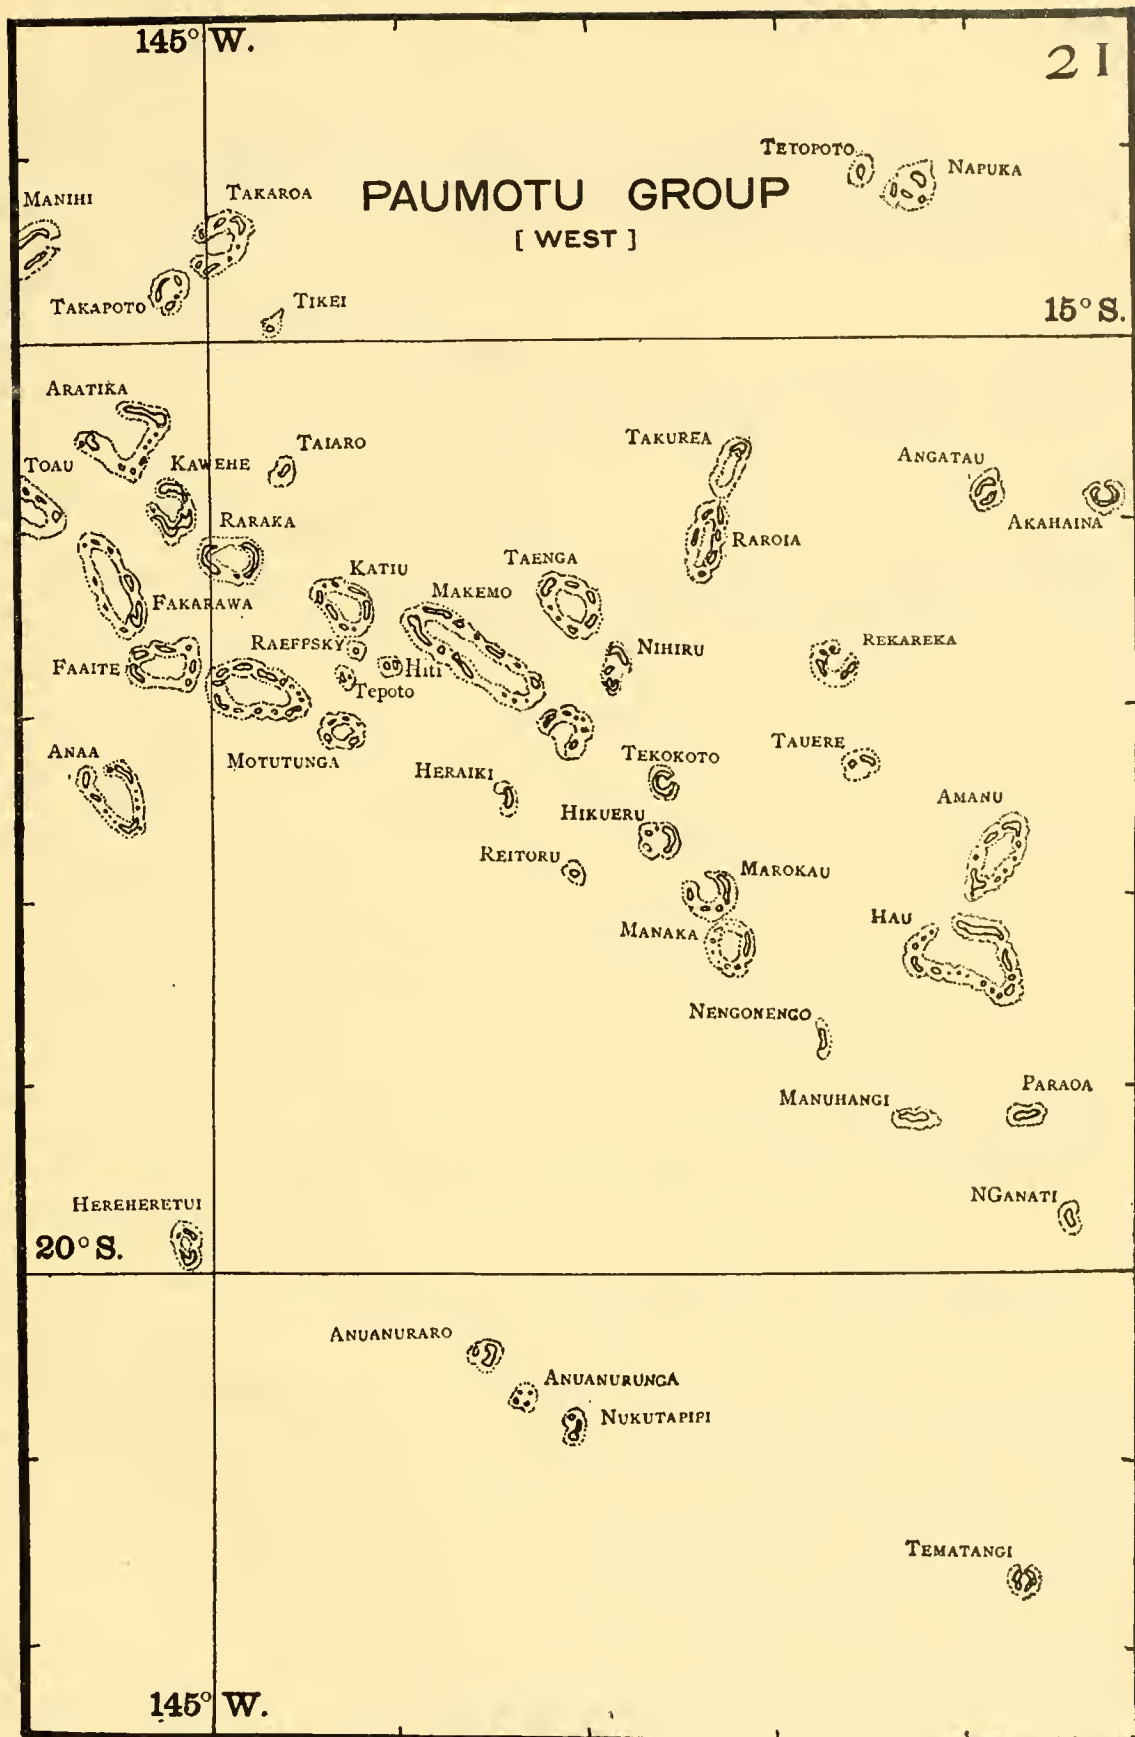 145° W.
21
TETOPOTO
NAPUKA
MANIHI
TAKAROA
PAUMOTU GROUP
[ WEST ]
TAKAPOTO
TIKEI
15° S.
ARATIKA
TOAU
KAWEHE
TAIARO
TAKUREA
ANGATAU
AKAHAINA
RARAKA
RAROIA
FAKARAWA
KATIU
MAKEMO
TAENGA
RAEFFSKY
Hiti
NIHIRU
REKAREKA
FAAITE
Tepoto
ANAA
MOTUTUNGA
HERAIKI
TEKOKOTO
TAUERE
HIKUERU
AMANU
REITORU
MAROKAU
MANAKA
HAU
NENGONENGO
MANUHANGI
PARAOA
HEREHERETUI
NGANATI
20° S.
ANUANURARO
ANUANURUNGA
NUKUTAPIPI
TEMATANGI
145° W.